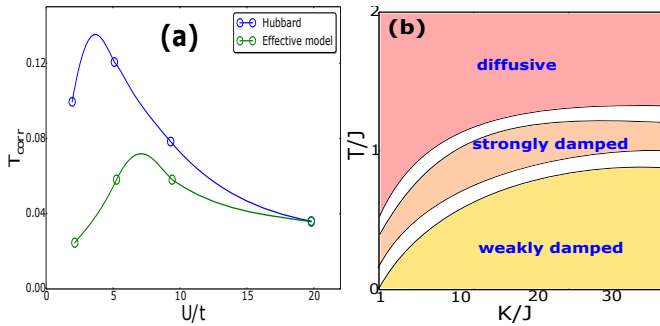 (a)
Hubbard
Effective model
0.12
0.08
0.04
0.00
T_corr
0
5
10
15
20
U/t
(b)
diffusive
strongly damped
weakly damped
2
1
0
T/J
1
10
20
30
K/J